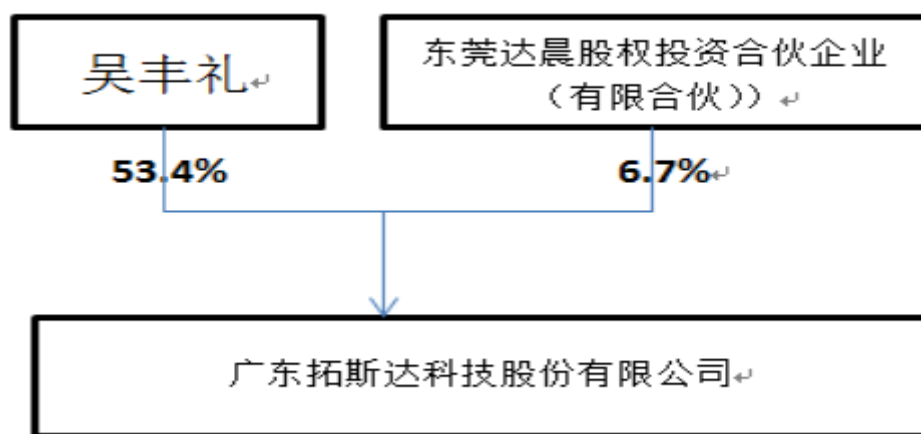 吴丰礼
东莞达晨股权投资合伙企业
（有限合伙））
53.4%
6.7%
广东拓斯达科技股份有限公司